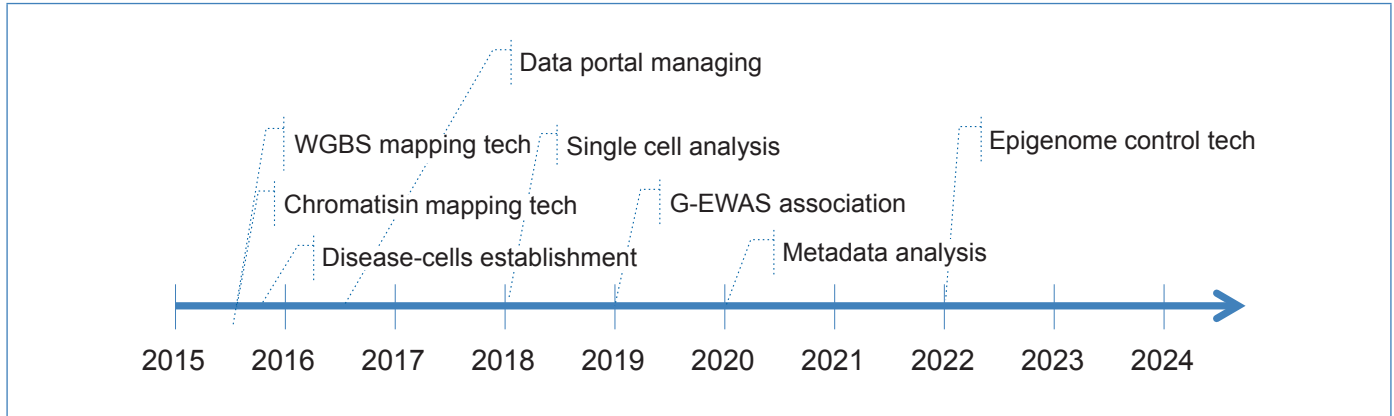 Data portal managing
WGBS mapping tech
Single cell analysis
Epigenome control tech
Chromatisin mapping tech
G-EWAS association
Disease-cells establishment
Metadada analysis
2015 2016 2017 2018 2019 2020 2021 2022 2023 2024